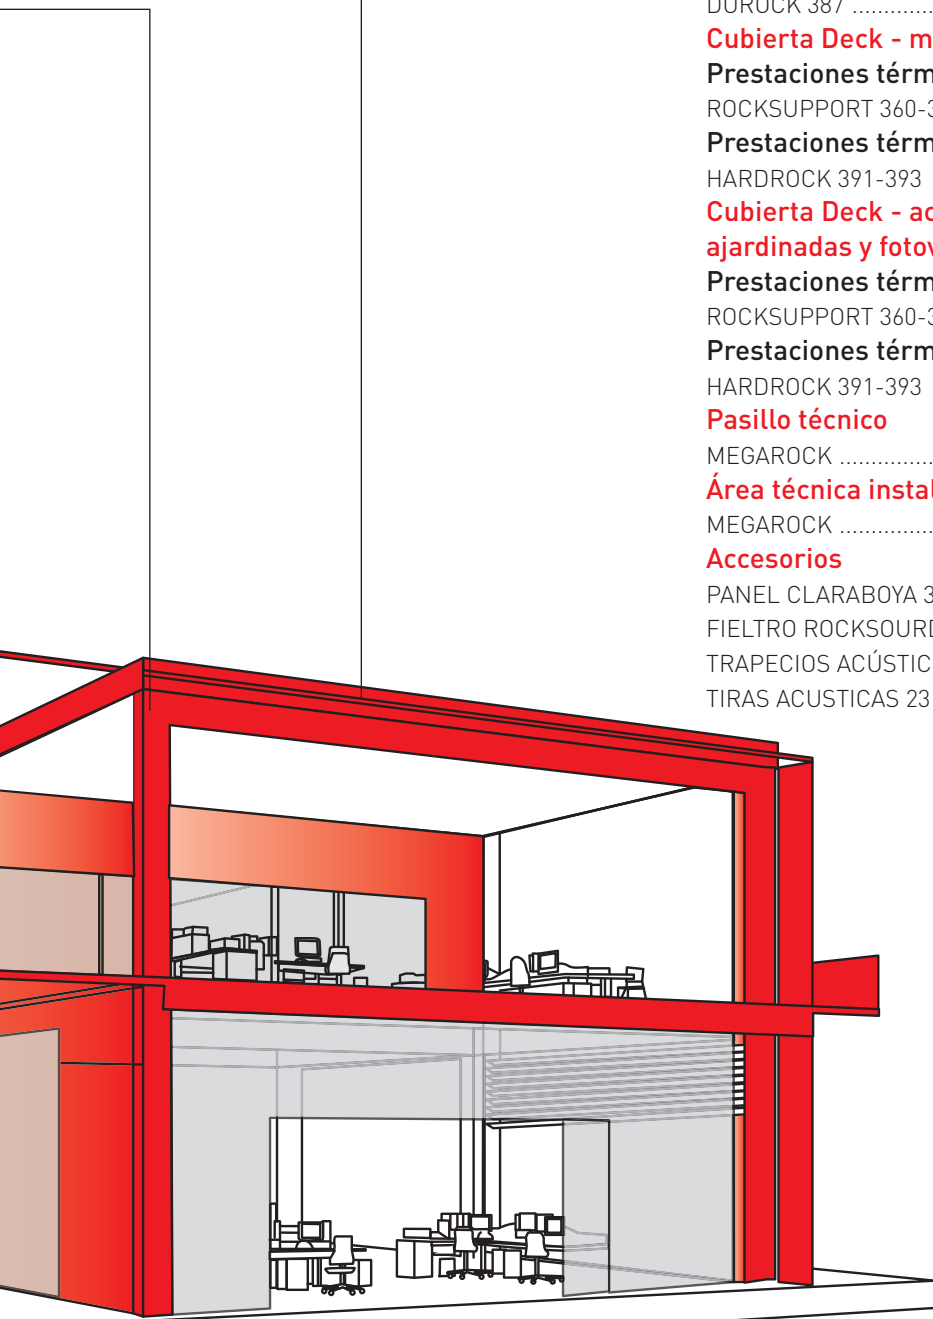 DUROCK 387 .............
Cubierta Deck - m
Prestaciones térm
ROCKSUPPORT 360-3
Prestaciones térm
HARDROCK 391-393
Cubierta Deck - ac
ajardinadas y fotov
Prestaciones térm
ROCKSUPPORT 360-3
Prestaciones térm
HARDROCK 391-393
Pasillo técnico
MEGAROCK ...............
Área técnica instal
MEGAROCK ...............
Accesorios
PANEL CLARABOYA 3
FIELTRO ROCKSOURD
TRAPECIOS ACÚSTIC
TIRAS ACUSTICAS 23